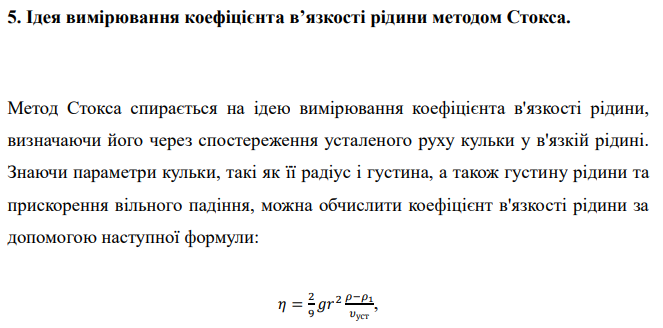 5. Ідея вимірювання коефіцієнта в’язкості рідини методом Стокса.
Метод Стокса спирається на ідею вимірювання коефіцієнта в'язкості рідини,
визначаючи його через спостереження усталеного руху кульки у в'язкій рідині.
Знаючи параметри кульки, такі як її радіус і густина, а також густину рідини та
прискорення вільного падіння, можна обчислити коефіцієнт в'язкості рідини за
допомогою наступної формули:
𝜂 = 2/9 𝑔𝑟² (𝜌−𝜌₁)/𝜐уст,